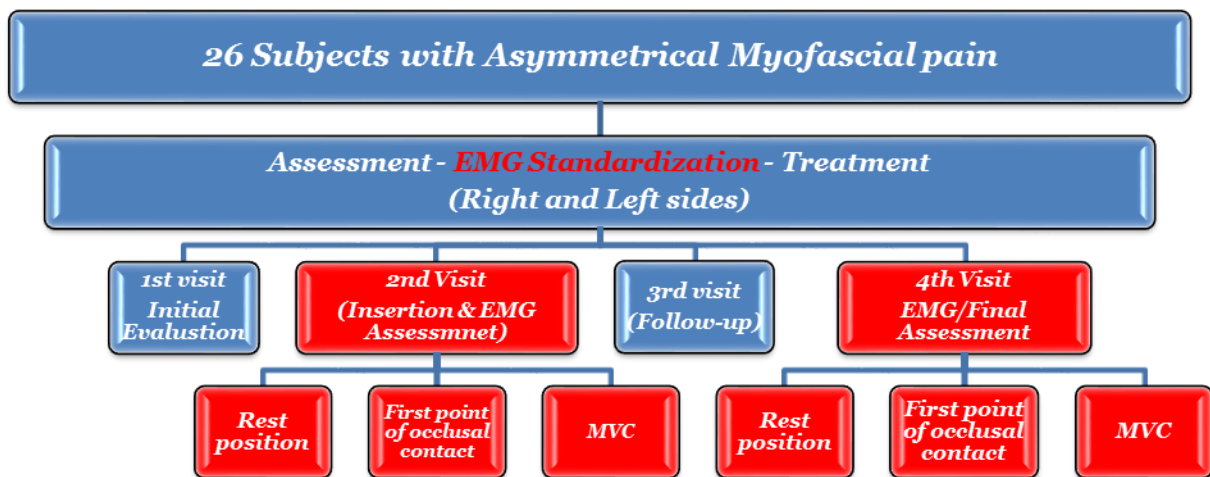 26 Subjects with Asymmetrical Myofascial pain
Assessment - EMG Standardization - Treatment
(Right and Left sides)
1st visit
Initial
Evalustion
2nd Visit
(Insertion & EMG
Assessmnet)
3rd visit
(Follow-up)
4th Visit
EMG/Final
Assessment
Rest
position
First point
of occlusal
contact
MVC
Rest
position
First point
of occlusal
contact
MVC